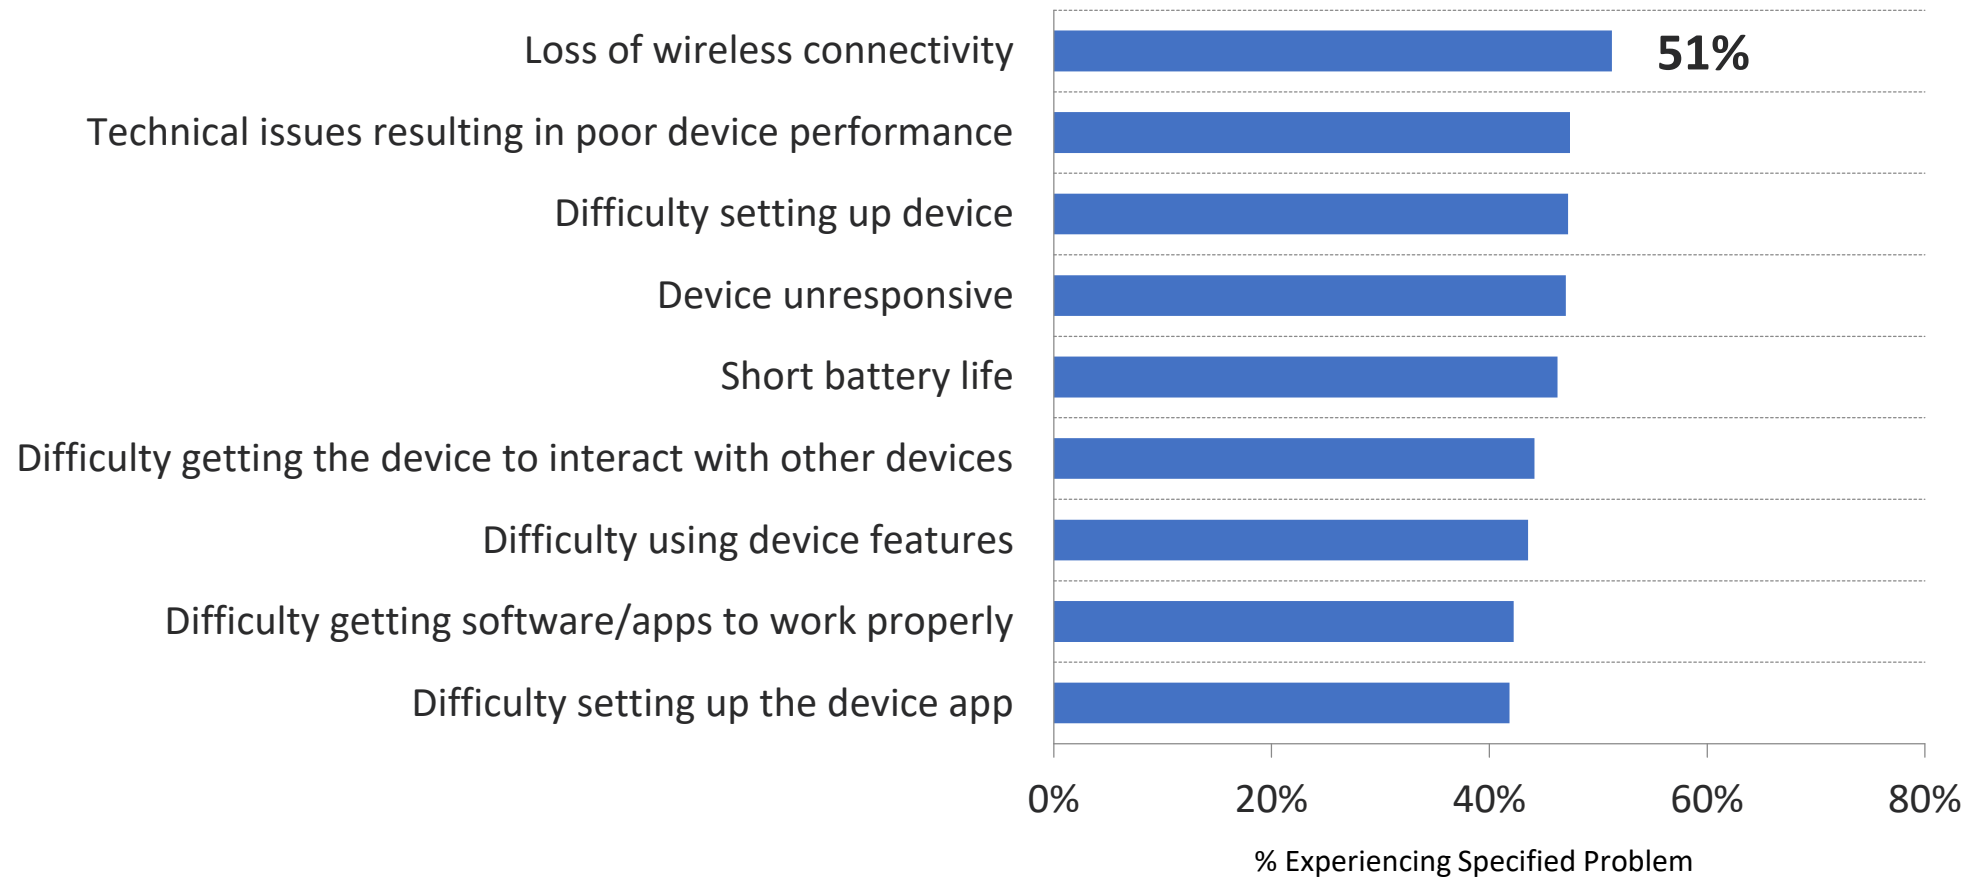 Loss of wireless connectivity
51%
Technical issues resulting in poor device performance
Difficulty setting up device
Device unresponsive
Short battery life
Difficulty getting the device to interact with other devices
Difficulty using device features
Difficulty getting software/apps to work properly
Difficulty setting up the device app
0% 20% 40% 60% 80%
% Experiencing Specified Problem